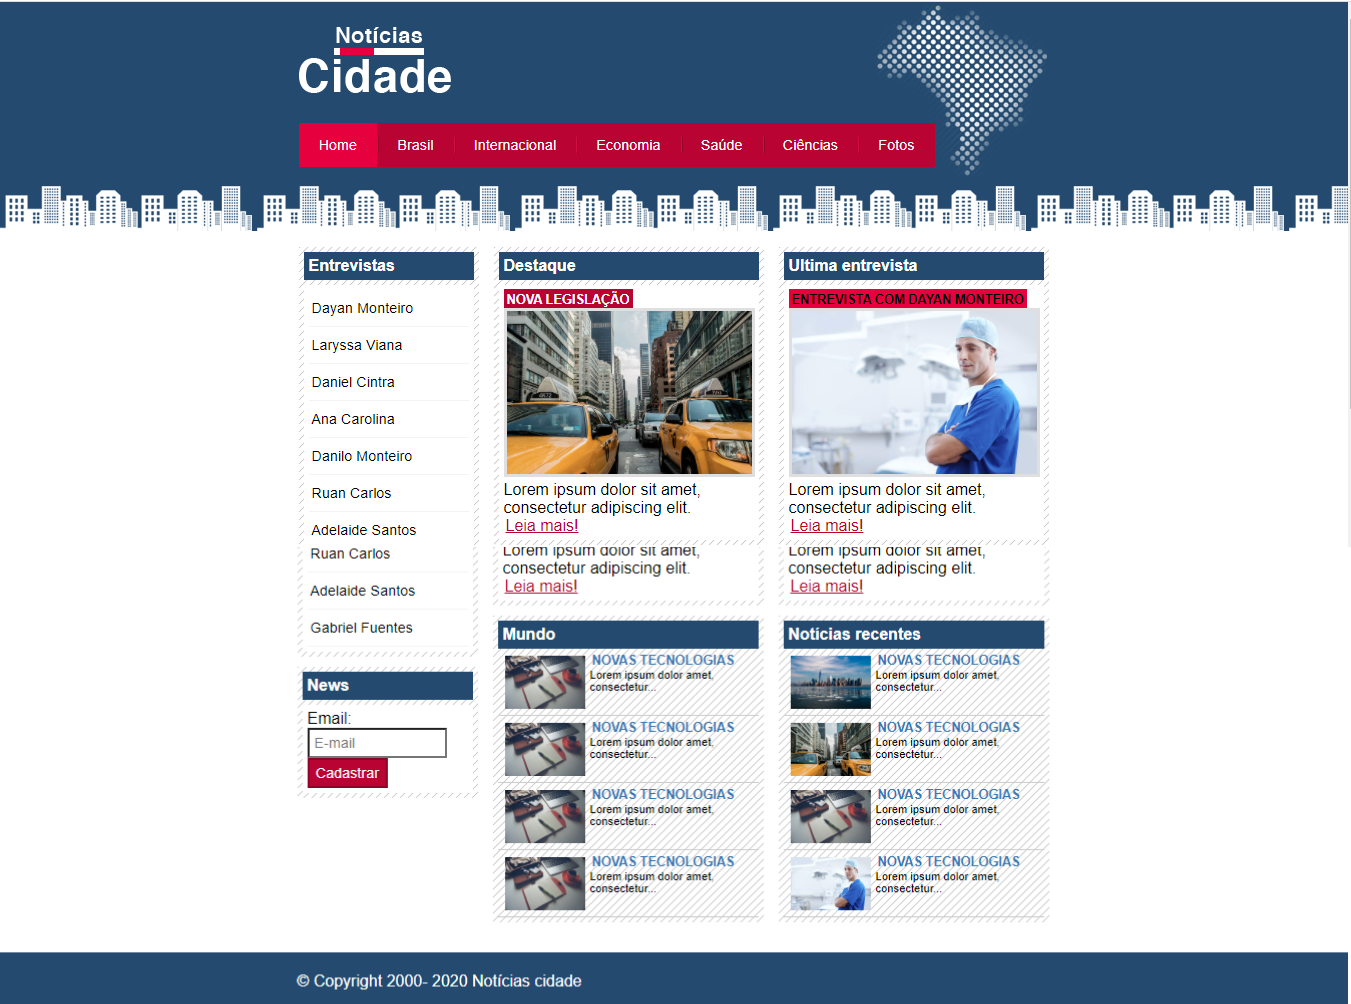 Notícias
Cidade
Home
Brasil
Internacional
Economia
Saúde
Ciências
Fotos
Entrevistas
Dayan Monteiro
Laryssa Viana
Daniel Cintra
Ana Carolina
Danilo Monteiro
Ruan Carlos
Adelaide Santos
Ruan Carlos
Adelaide Santos
Gabriel Fuentes
News
Email:
E-mail
Cadastrar
Destaque
NOVA LEGISLAÇÃO
Lorem ipsum dolor sit amet,
consectetur adipiscing elit.
Leia mais!
Lorem ipsum dolor sit amet,
consectetur adipiscing elit.
Leia mais!
Ultima entrevista
ENTREVISTA COM DAYAN MONTEIRO
Lorem ipsum dolor sit amet,
consectetur adipiscing elit.
Leia mais!
Lorem ipsum dolor sit amet,
consectetur adipiscing elit.
Leia mais!
Mundo
NOVAS TECNOLOGIAS
Lorem ipsum dolor amet,
consectetur...
NOVAS TECNOLOGIAS
Lorem ipsum dolor amet,
consectetur...
NOVAS TECNOLOGIAS
Lorem ipsum dolor amet,
consectetur...
NOVAS TECNOLOGIAS
Lorem ipsum dolor amet,
consectetur...
Noticias recentes
NOVAS TECNOLOGIAS
Lorem ipsum dolor amet,
consectetur...
NOVAS TECNOLOGIAS
Lorem ipsum dolor amet,
consectetur...
NOVAS TECNOLOGIAS
Lorem ipsum dolor amet,
consectetur...
NOVAS TECNOLOGIAS
Lorem ipsum dolor amet,
consectetur...
© Copyright 2000- 2020 Notícias cidade